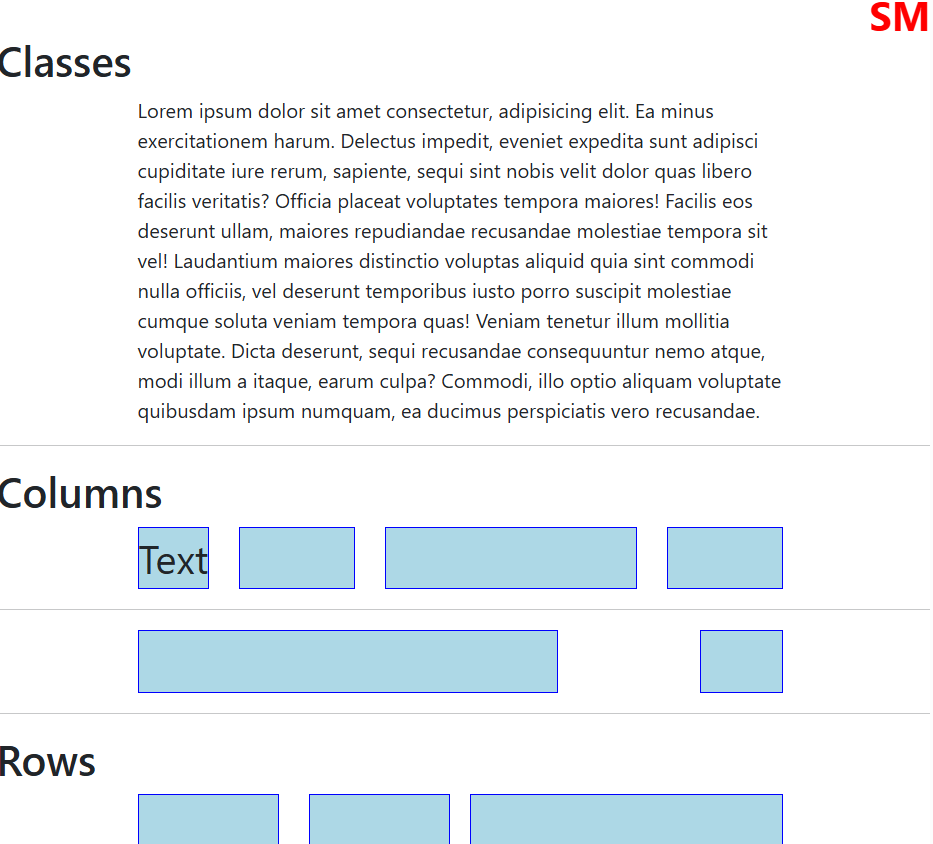 SM
Classes
Lorem ipsum dolor sit amet consectetur, adipisicing elit. Ea minus
exercitationem harum. Delectus impedit, eveniet expedita sunt adipisci
cupiditate iure rerum, sapiente, sequi sint nobis velit dolor quas libero
facilis veritatis? Officia placeat voluptates tempora maiores! Facilis eos
deserunt ullam, maiores repudiandae recusandae molestiae tempora sit
vel! Laudantium maiores distinctio voluptas aliquid quia sint commodi
nulla officiis, vel deserunt temporibus iusto porro suscipit molestiae
cumque soluta veniam tempora quas! Veniam tenetur illum mollitia
voluptate. Dicta deserunt, sequi recusandae consequuntur nemo atque,
modi illum a itaque, earum culpa? Commodi, illo optio aliquam voluptate
quibusdam ipsum numquam, ea ducimus perspiciatis vero recusandae.
Columns
Text
Rows